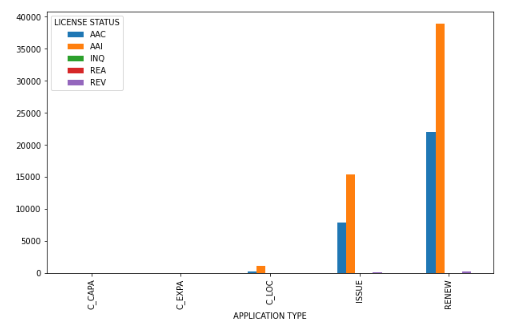 40000
35000
30000
25000
20000
15000
10000
5000
0
LICENSE STATUS
AAC
AAI
INQ
REA
REV
C_CAPA
C_EXPA
C_LOC
ISSUE
RENEW
APPLICATION TYPE